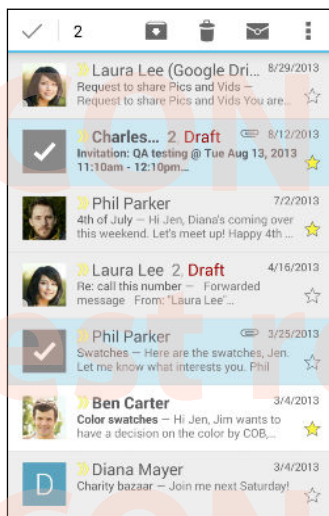 2
Laura Lee (Google Dri... 8/29/2013
Request to share Pics and Vids –
Request to share Pics and Vids You are...
Charles... 2, Draft 8/12/2013
Invitation: QA testing @ Tue Aug 13, 2013
11:10am - 12:10pm...
Phil Parker 7/2/2013
4th of July – Hi Jen, Diana's coming over
this weekend. Let's meet up! Happy 4th ...
Laura Lee 2, Draft 4/16/2013
Re: call this number – Forwarded
message From: "Laura Lee"...
Phil Parker 3/25/2013
Swatches – Here are the swatches, Jen.
Let me know what interests you. Phil
Ben Carter 3/4/2013
Color swatches – Hi Jen, Jim wants to
have a decision on the color by COB,...
D Diana Mayer 3/4/2013
Charity bazaar – Join me next Saturday!